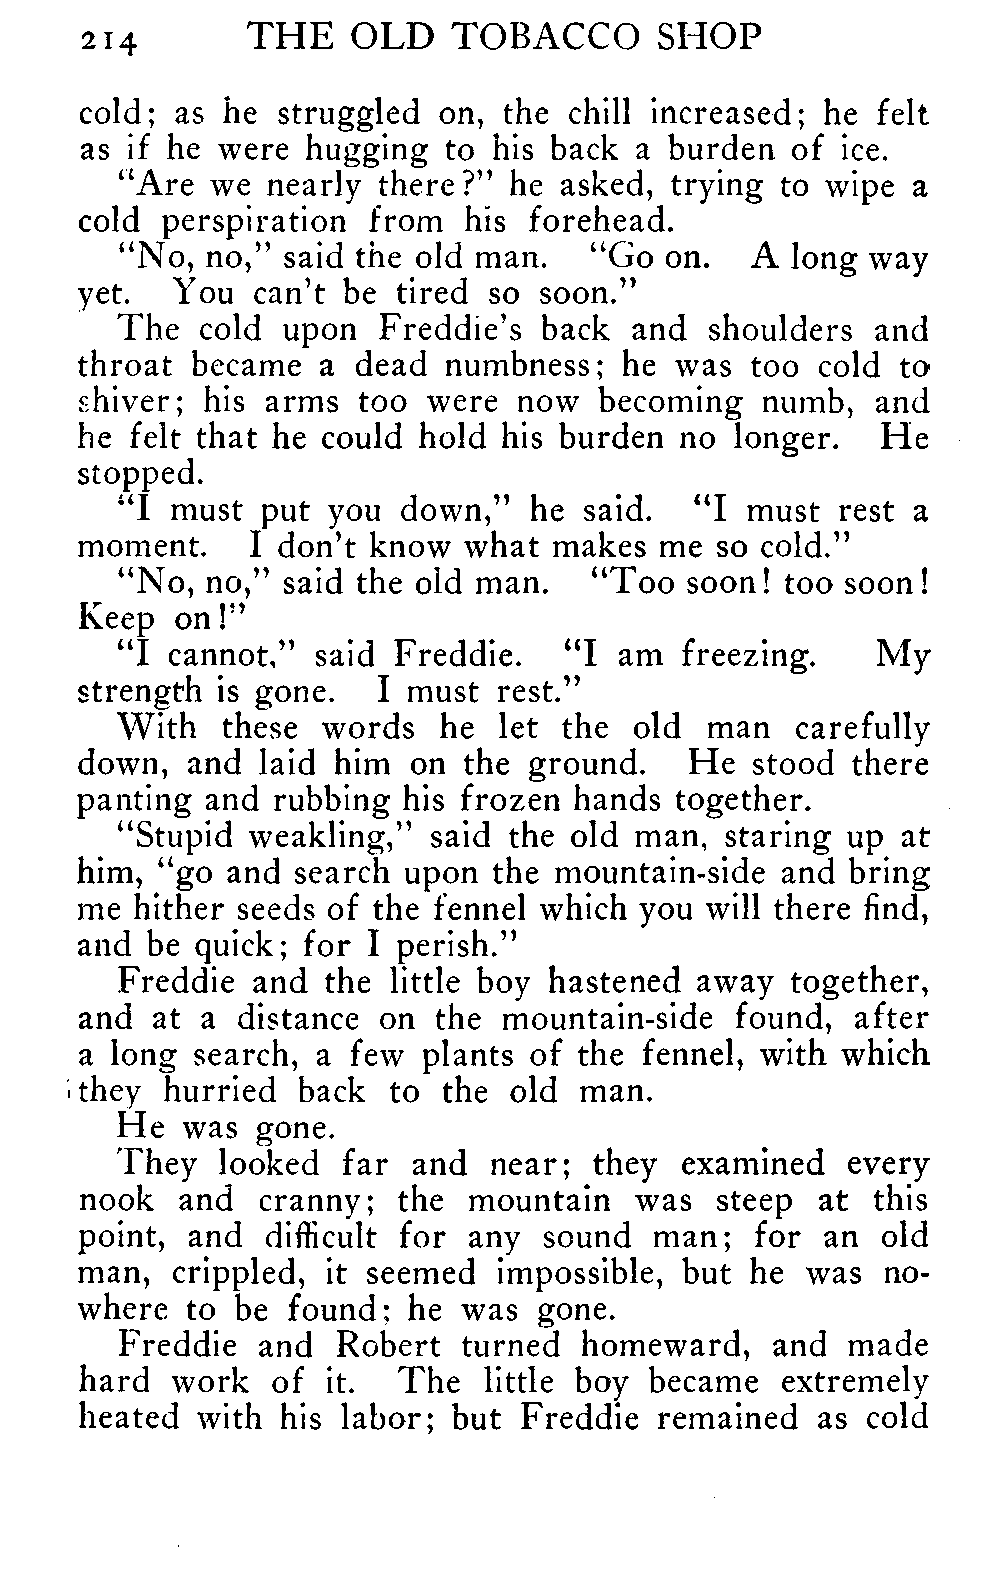 214 THE OLD TOBACCO SHOP
cold; as he struggled on, the chill increased; he felt
as if he were hugging to his back a burden of ice.
"Are we nearly there?" he asked, trying to wipe a
cold perspiration from his forehead.
"No, no," said the old man. "Go on. A long way
yet. You can't be tired so soon."
The cold upon Freddie's back and shoulders and
throat became a dead numbness; he was too cold to
shiver; his arms too were now becoming numb, and
he felt that he could hold his burden no longer. He
stopped.
"I must put you down," he said. "I must rest a
moment. I don't know what makes me so cold."
"No, no," said the old man. "Too soon! too soon!
Keep on!"
"I cannot," said Freddie. "I am freezing. My
strength is gone. I must rest."
With these words he let the old man carefully
down, and laid him on the ground. He stood there
panting and rubbing his frozen hands together.
"Stupid weakling," said the old man, staring up at
him, "go and search upon the mountain-side and bring
me hither seeds of the fennel which you will there find,
and be quick; for I perish."
Freddie and the little boy hastened away together,
and at a distance on the mountain-side found, after
a long search, a few plants of the fennel, with which
they hurried back to the old man.
He was gone.
They looked far and near; they examined every
nook and cranny; the mountain was steep at this
point, and difficult for any sound man; for an old
man, crippled, it seemed impossible, but he was no-
where to be found; he was gone.
Freddie and Robert turned homeward, and made
hard work of it. The little boy became extremely
heated with his labor; but Freddie remained as cold